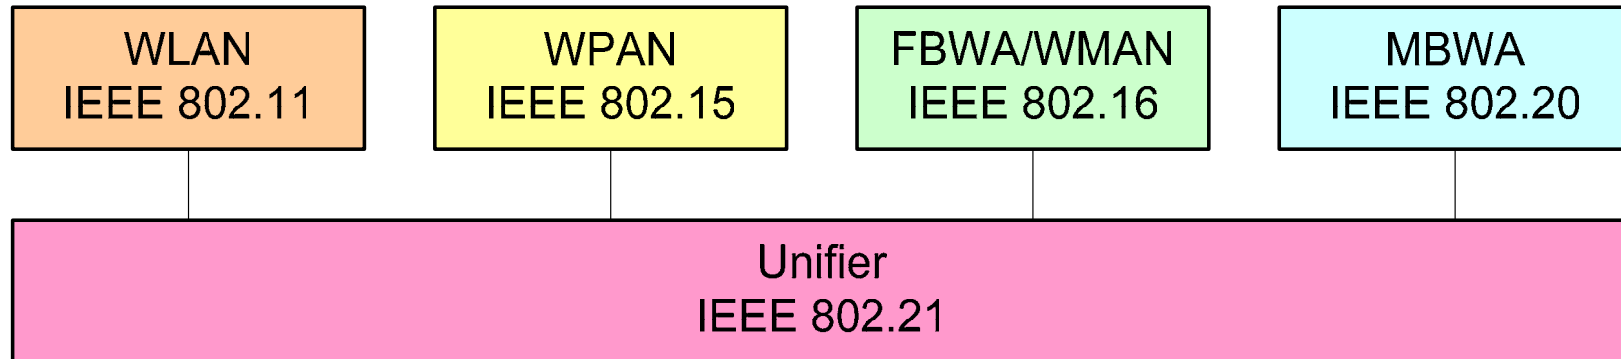 WLAN
IEEE 802.11
WPAN
IEEE 802.15
FBWA/WMAN
IEEE 802.16
MBWA
IEEE 802.20
Unifier
IEEE 802.21